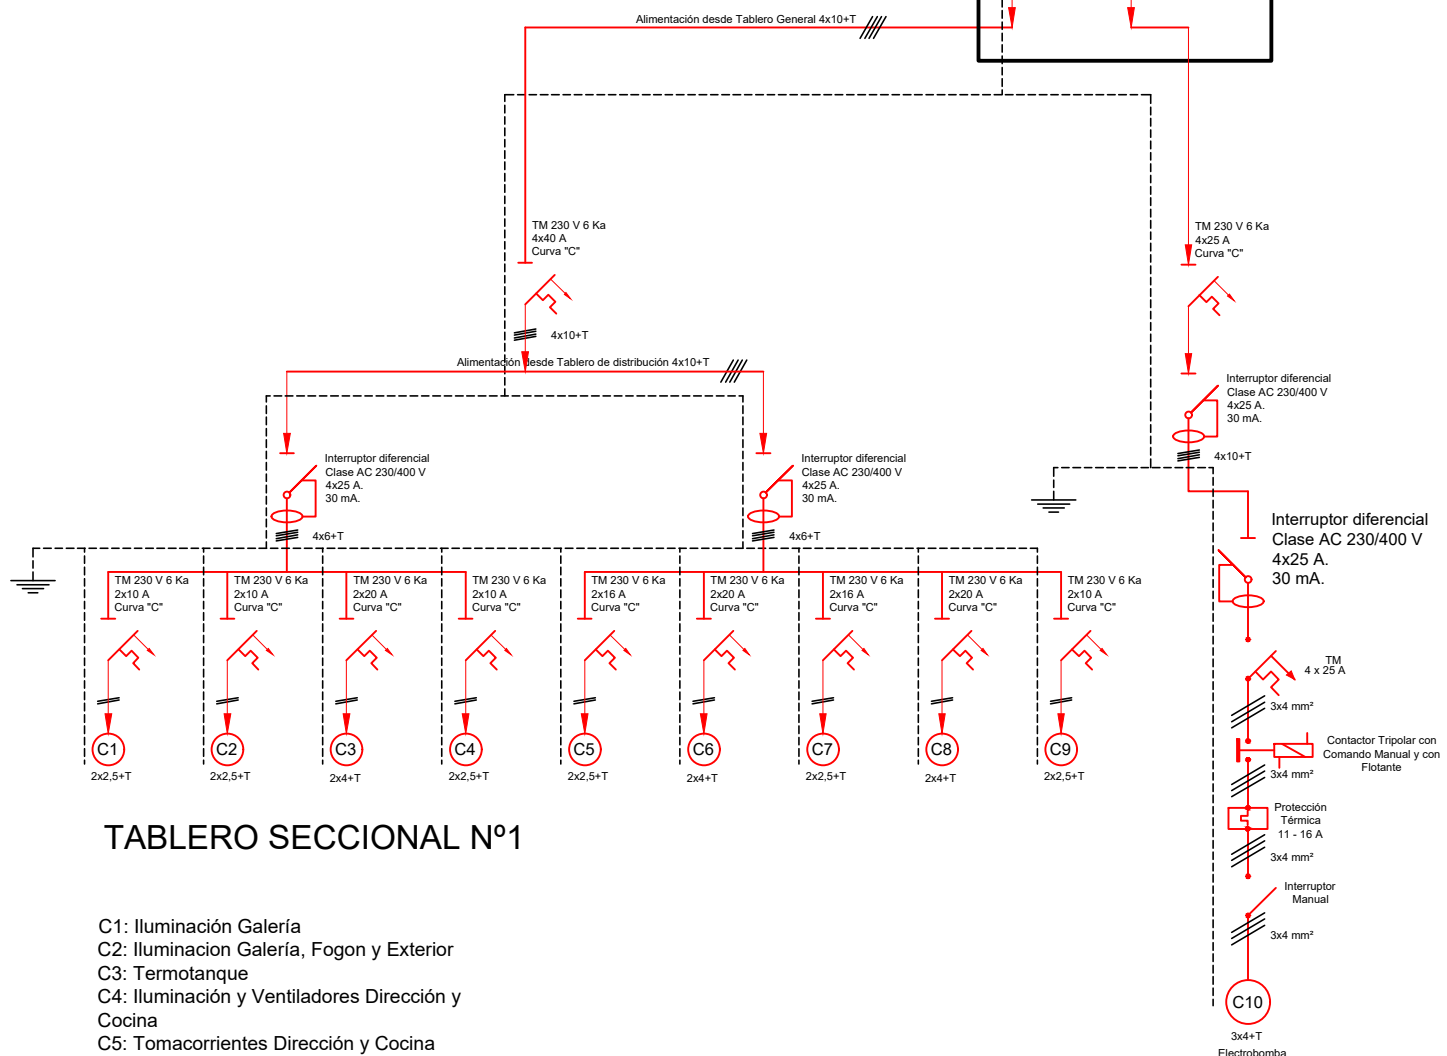 Alimentación desde Tablero General 4x10+T
TM 230 V 6 Ka
4x40 A
Curva "C"
TM 230 V 6 Ka
4x25 A
Curva "C"
4x10+T
Alimentación desde Tablero de distribución 4x10+T
Interruptor diferencial
Clase AC 230/400 V
4x25 A.
30 mA.
4x10+T
Interruptor diferencial
Clase AC 230/400 V
4x25 A.
30 mA.
4x6+T
Interruptor diferencial
Clase AC 230/400 V
4x25 A.
30 mA.
4x6+T
Interruptor diferencial
Clase AC 230/400 V
4x25 A.
30 mA.
TM 230 V 6 Ka
2x10 A
Curva "C"
TM 230 V 6 Ka
2x10 A
Curva "C"
TM 230 V 6 Ka
2x20 A
Curva "C"
TM 230 V 6 Ka
2x10 A
Curva "C"
TM 230 V 6 Ka
2x16 A
Curva "C"
TM 230 V 6 Ka
2x20 A
Curva "C"
TM 230 V 6 Ka
2x16 A
Curva "C"
TM 230 V 6 Ka
2x20 A
Curva "C"
TM 230 V 6 Ka
2x10 A
Curva "C"
C1
C2
C3
C4
C5
C6
C7
C8
C9
2x2,5+T
2x2,5+T
2x4+T
2x2,5+T
2x2,5+T
2x4+T
2x2,5+T
2x4+T
2x2,5+T
TM
4 x 25 A
3x4 mm²
Contactor Tripolar con
Comando Manual y con
Flotante
3x4 mm²
Protección
Térmica
11 - 16 A
3x4 mm²
Interruptor
Manual
3x4 mm²
C10
3x4+T
Electrobomba
TABLERO SECCIONAL Nº1
C1: Iluminación Galería
C2: Iluminacion Galería, Fogon y Exterior
C3: Termotanque
C4: Iluminación y Ventiladores Dirección y
Cocina
C5: Tomacorrientes Dirección y Cocina